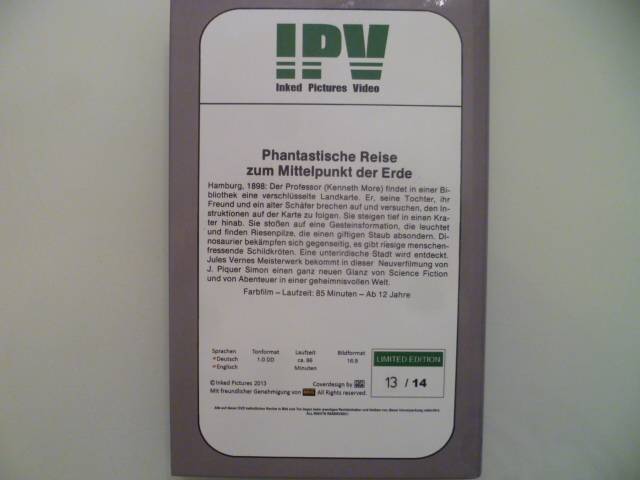 IPV
Inked Pictures Video
Phantastische Reise
zum Mittelpunkt der Erde
Hamburg, 1898: Der Professor (Kenneth More) findet in einer Bi-
bliothek eine verschlüsselte Landkarte. Er, seine Tochter, ihr
Freund und ein alter Schäfer brechen auf und versuchen, den In-
struktionen auf der Karte zu folgen. Sie steigen tief in einen Kra-
ter hinab. Sie stoßen auf eine Gesteinsformation, die leuchtet
und finden Riesenpilze, die einen giftigen Staub absondern. Di-
nosaurier bekämpfen sich gegenseitig, es gibt riesige menschen-
fressende Schildkröten. Eine unterirdische Stadt wird entdeckt.
Jules Vernes Meisterwerk bekommt in dieser Neuverfilmung von
J. Piquer Simon einen ganz neuen Glanz von Science Fiction
und von Abenteuer in einer geheimnisvollen Welt.
Farbfilm – Laufzeit: 85 Minuten – Ab 12 Jahre
Sprachen Tonformat Laufzeit Bildformat
Deutsch 1.0 DD ca. 86 16:9
Englisch Minuten
LIMITED EDITION
13 / 14
© Inked Pictures 2013 Coverdesign by
Mit freundlicher Genehmigung von All Rights reserved.
ALL RIGHTS RESERVED!